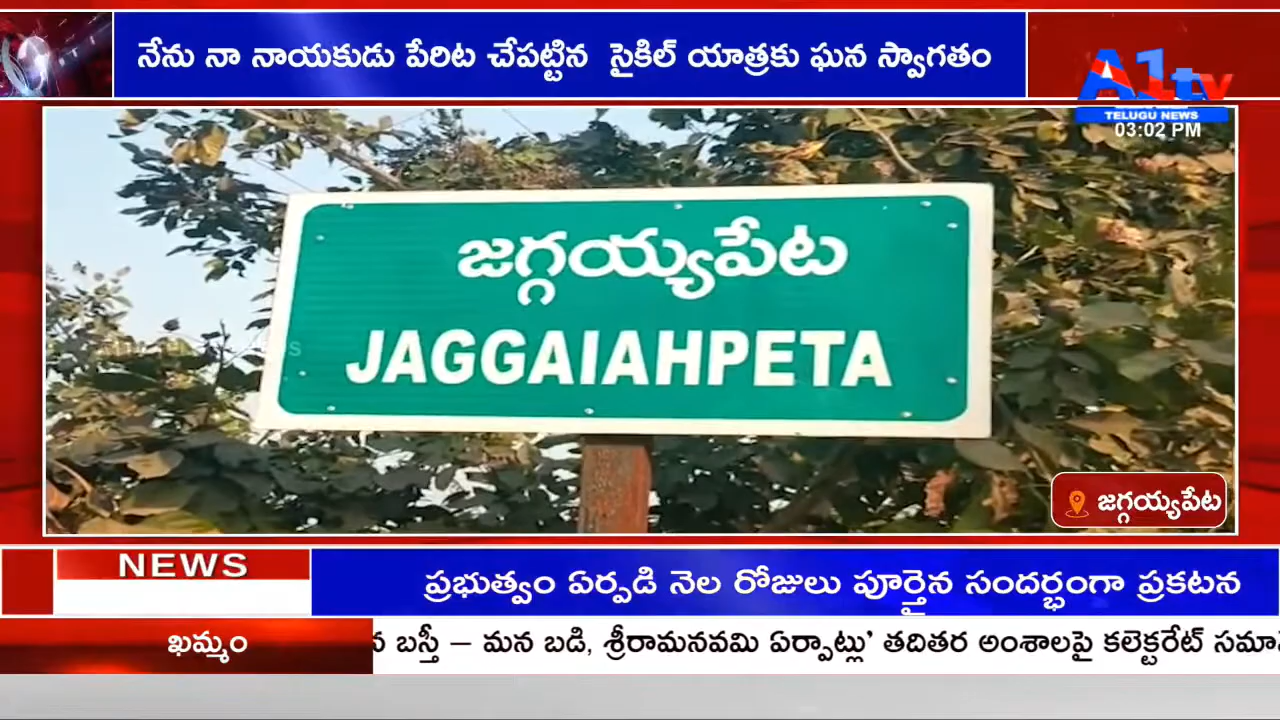 నేను నా నాయకుడు పేరిట చేపట్టిన సైకిల్ యాత్రకు ఘన స్వాగతం
A1tv
TELUGU NEWS
03:02 PM
జగ్గయ్యపేట
JAGGAIAHPETA
జగ్గయ్యపేట
NEWS
ప్రభుత్వం ఏర్పడి నెల రోజులు పూర్తైన సందర్భంగా ప్రకటన
ఖమ్మం
బస్తీ – మన బడి, శ్రీరామనవమి ఏర్పాట్లు' తదితర అంశాలపై కలెక్టరేట్